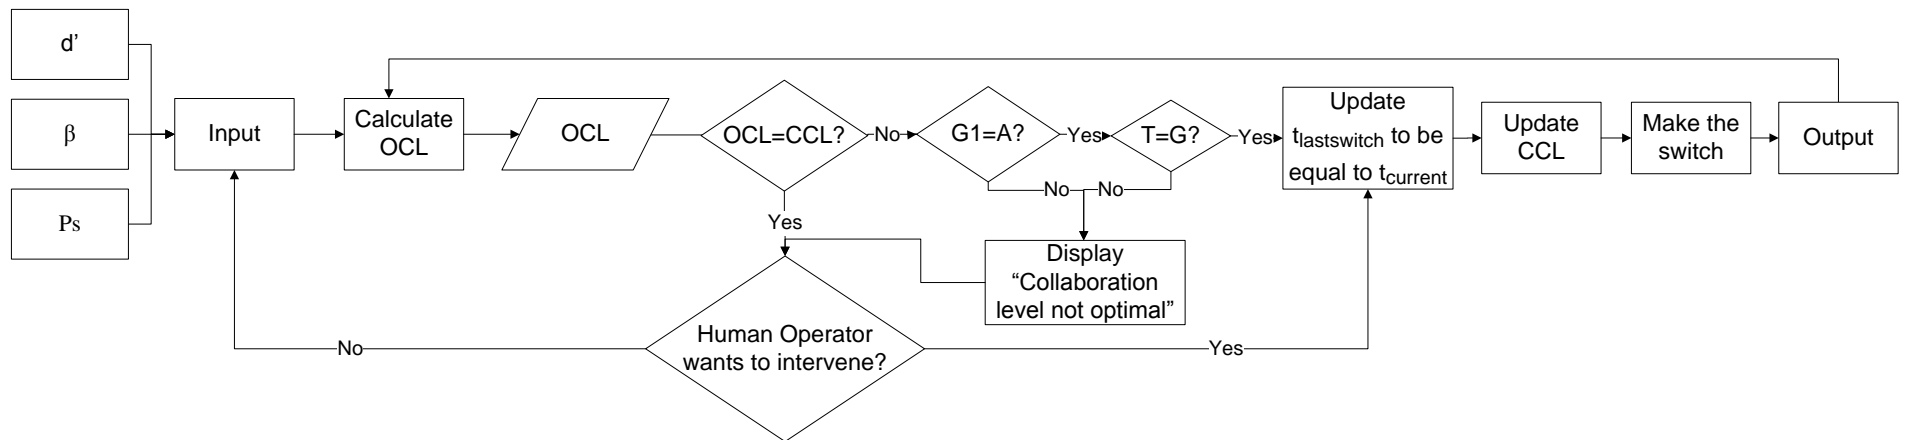 d’
β
Ps
Input
Calculate
OCL
OCL
OCL=CCL?
No
Yes
G1=A?
Yes
No
T=G?
Yes
No
Display
“Collaboration
level not optimal”
Human Operator
wants to intervene?
No
Yes
Update
tlastswitch to be
equal to tcurrent
Update
CCL
Make the
switch
Output